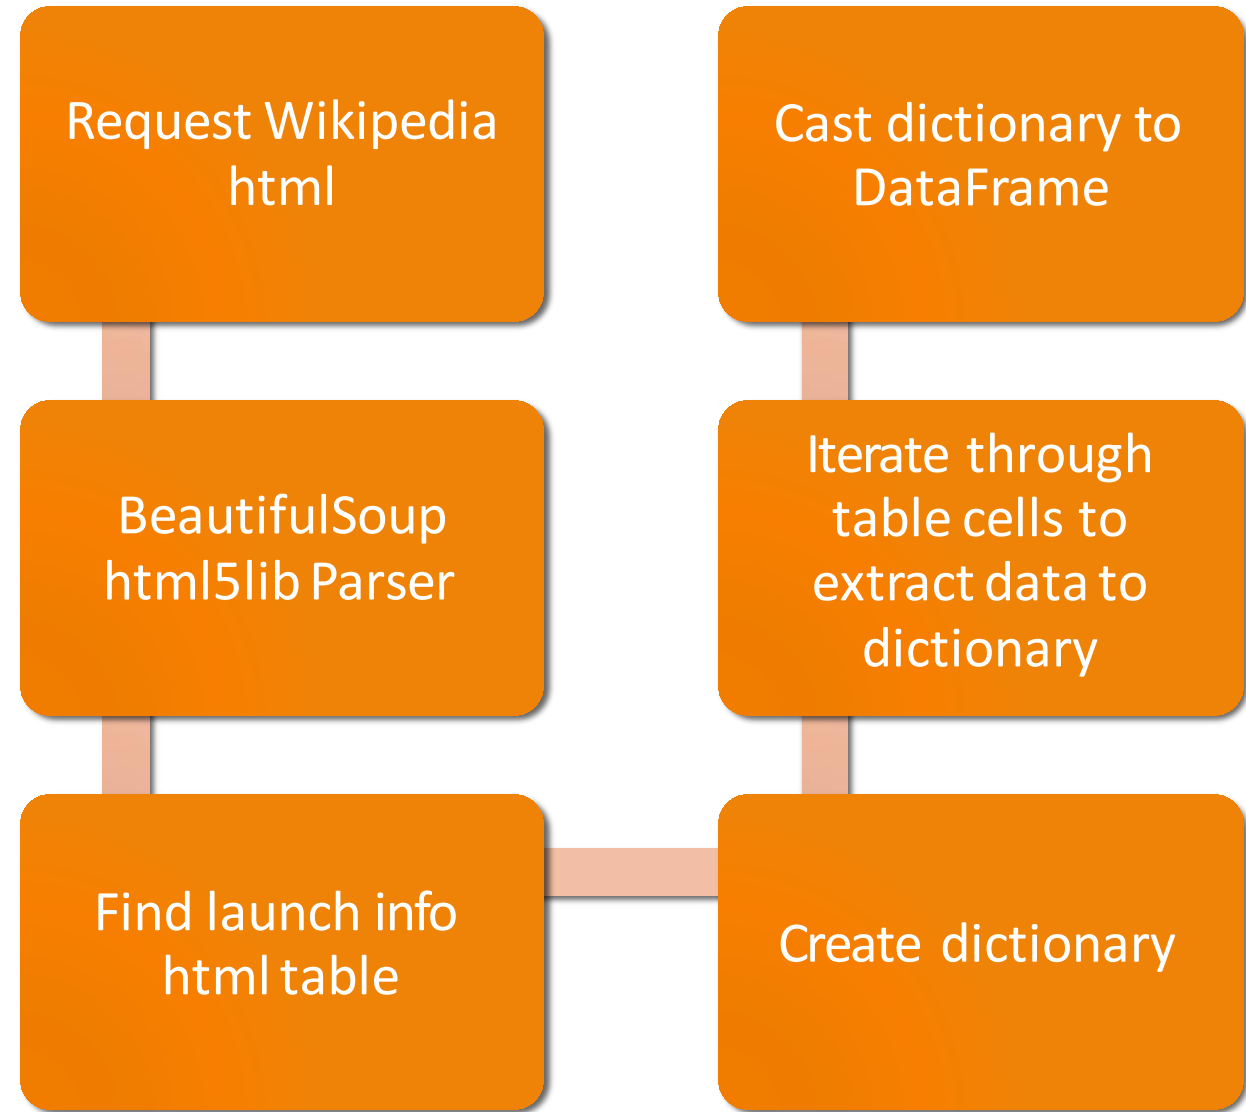 Request Wikipedia
html
BeautifulSoup
html5lib Parser
Find launch info
html table
Create dictionary
Iterate through
table cells to
extract data to
dictionary
Cast dictionary to
DataFrame